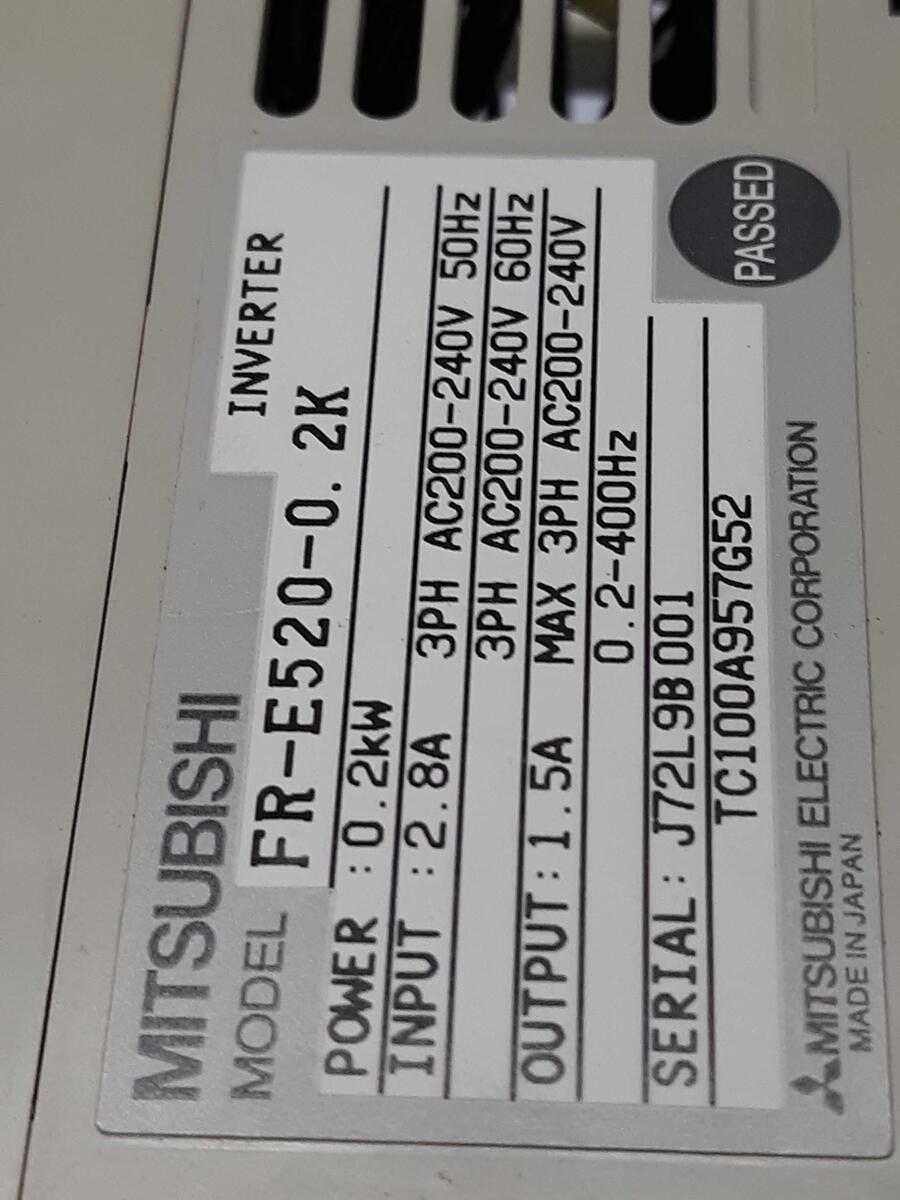 MITSUBISHI
INVERTER
MODEL FR-E520-0.2K
POWER :0.2kW
INPUT :2.8A 3PH AC200-240V 50Hz
3PH AC200-240V 60Hz
OUTPUT:1.5A MAX 3PH AC200-240V
0.2-400Hz
SERIAL: J72L9B001
TC100A957G52
PASSED
MITSUBISHI ELECTRIC CORPORATION
MADE IN JAPAN